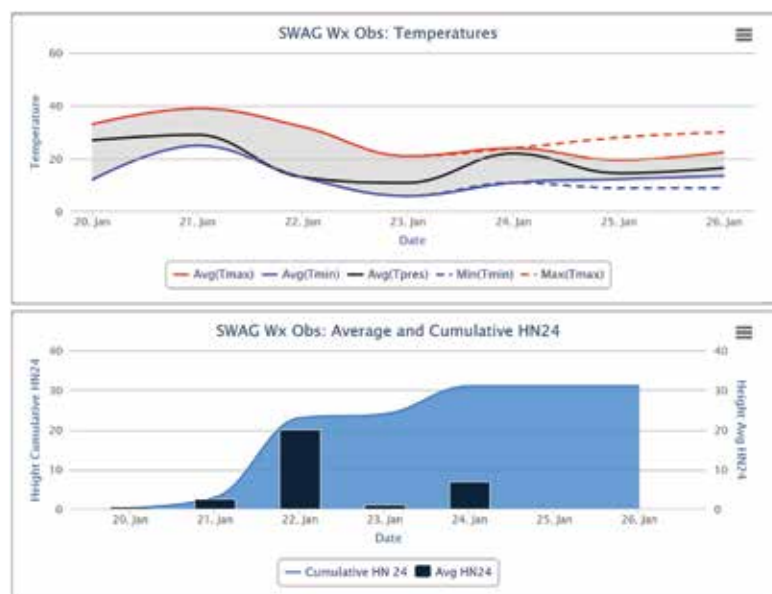 SWAG Wx Obs: Temperatures
60
40
20
0
Temperature
20. Jan 21. Jan 22. Jan 23. Jan 24. Jan 25. Jan 26. Jan
Date
Avg(Tmax) Avg(Tmin) Avg(Tpres) Min(Tmin) Max(Tmax)
SWAG Wx Obs: Average and Cumulative HN24
40 40
30 30
20 20
10 10
0 0
Height Cumulative HN24
Height Avg HN24
20. Jan 21. Jan 22. Jan 23. Jan 24. Jan 25. Jan 26. Jan
Date
Cumulative HN 24 Avg HN24